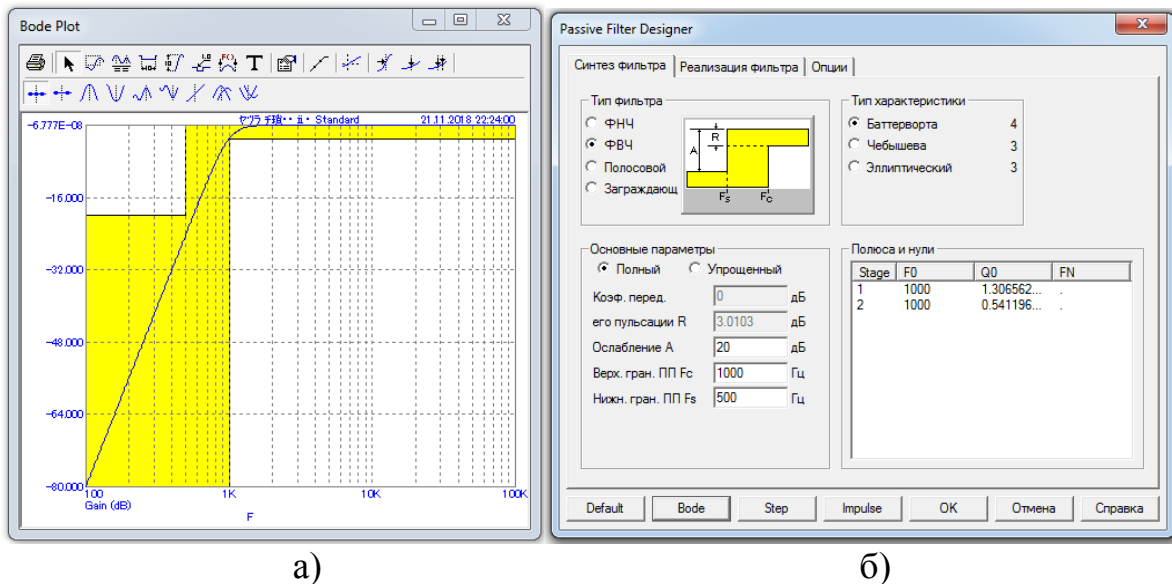 Bode Plot
T
-6.777E-08
Standard
21.11.2018 22:24:00
-16.000
-32.000
-48.000
-64.000
-80.000
100
1K
10K
100K
Gain (dB)
F
а)
Passive Filter Designer
Синтез фильтра
Реализация фильтра
Опции
Тип фильтра
ФНЧ
ФВЧ
Полосовой
Заграждающ
A
R
Fs
Fc
Тип характеристики
Баттерворта 4
Чебышева 3
Эллиптический 3
Основные параметры
Полный
Упрощенный
Коэф. перед. 0 дБ
его пульсации R 3.0103 дБ
Ослабление A 20 дБ
Верх. гран. ПП Fc 1000 Гц
Нижн. гран. ПП Fs 500 Гц
Полюса и нули
Stage F0 Q0 FN
1 1000 1.306562... .
2 1000 0.541196... .
Default
Bode
Step
Impulse
OK
Отмена
Справка
б)